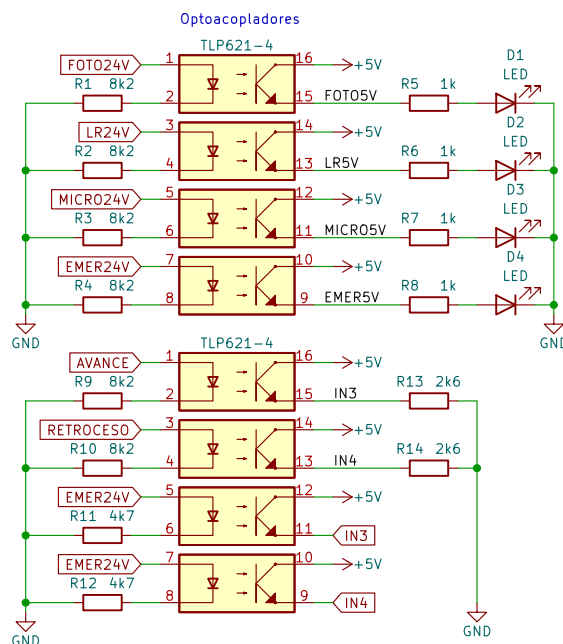 Optoacopladores
TLP621-4
FOTO24V 1 16 +5V
R1 8k2 2 15 FOTO5V R5 1k D1 LED
LR24V 3 14 +5V
R2 8k2 4 13 LR5V R6 1k D2 LED
MICRO24V 5 12 +5V
R3 8k2 6 11 MICRO5V R7 1k D3 LED
EMER24V 7 10 +5V
R4 8k2 8 9 EMER5V R8 1k D4 LED
GND GND
TLP621-4
AVANCE 1 16 +5V
R9 8k2 2 15 IN3 R13 2k6
RETROCESO 3 14 +5V
R10 8k2 4 13 IN4 R14 2k6
EMER24V 5 12 +5V
R11 4k7 6 11 IN3
EMER24V 7 10 +5V
R12 4k7 8 9 IN4
GND GND